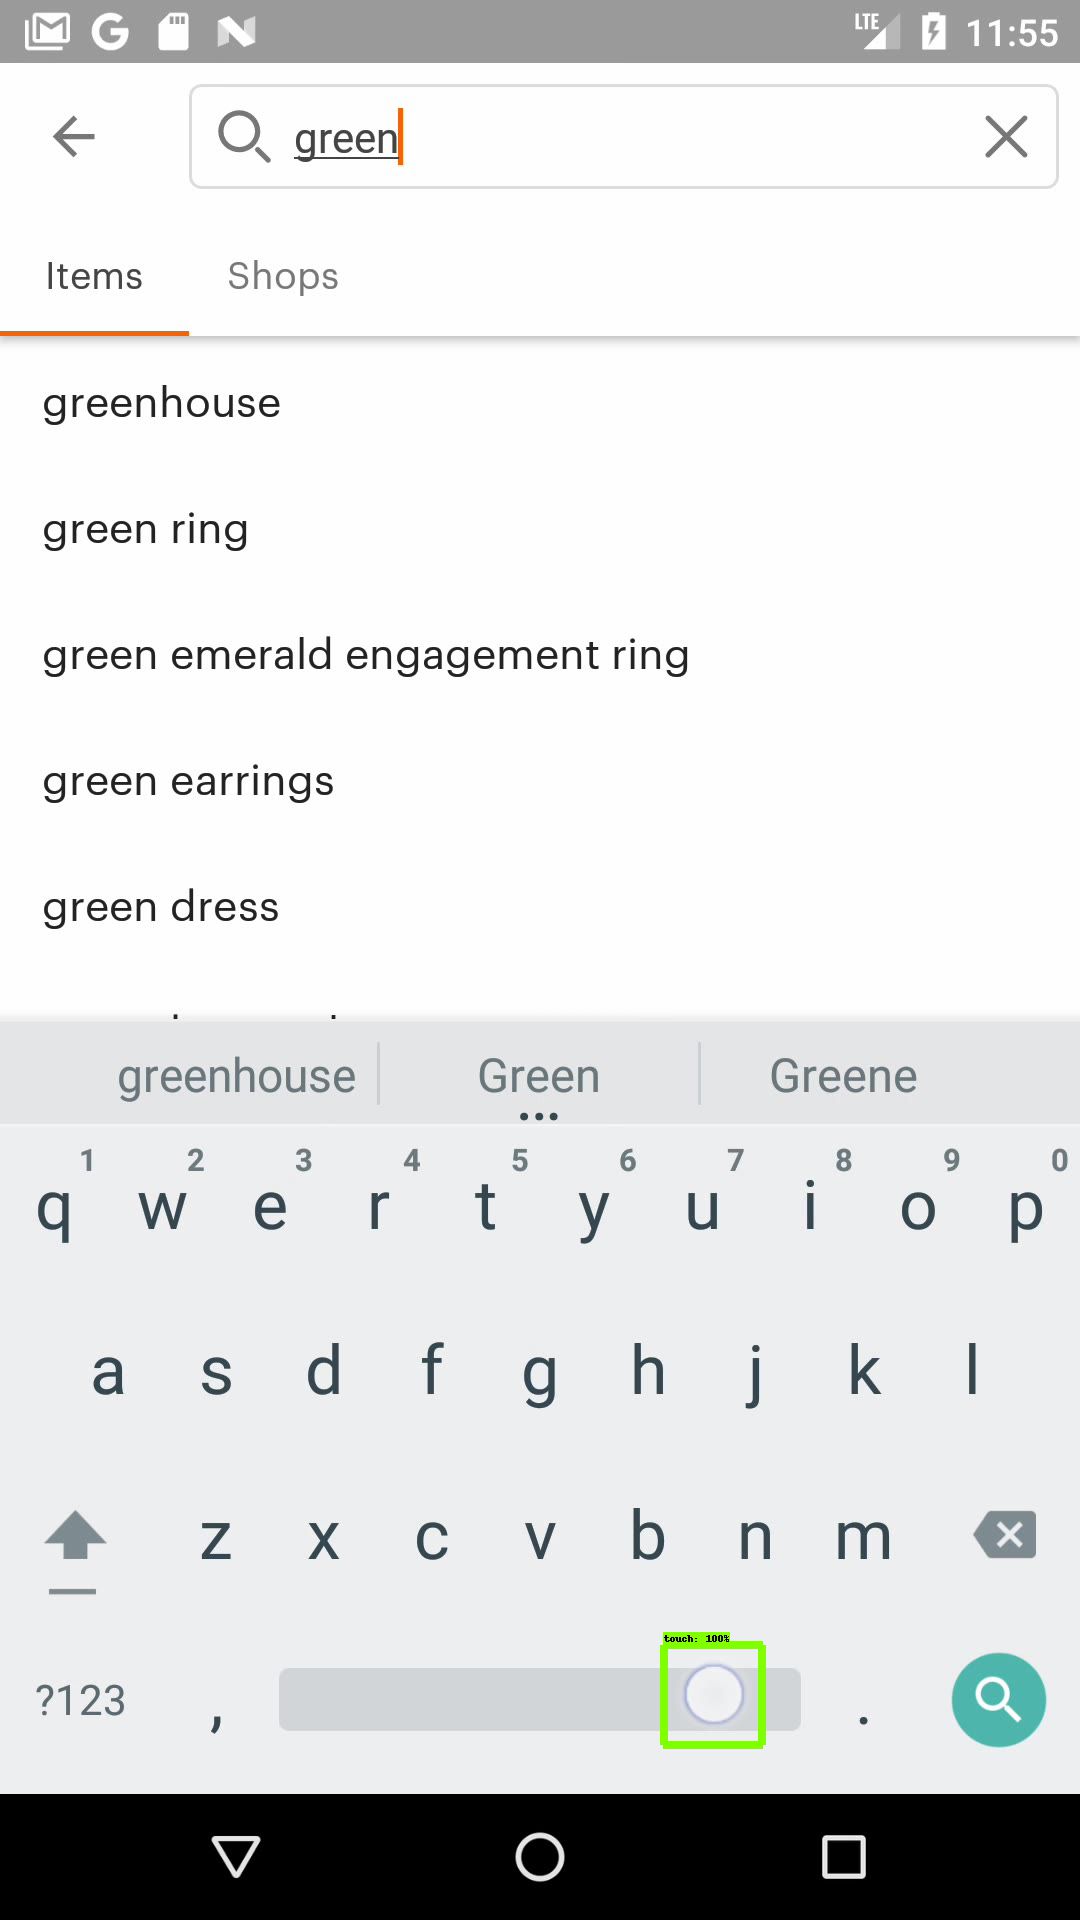 LTE 11:55
green
Items Shops
greenhouse
green ring
green emerald engagement ring
green earrings
green dress
greenhouse Green Greene
1 2 3 4 5 6 7 8 9 0
q w e r t y u i o p
a s d f g h j k l
z x c v b n m
touch: 100%
?123 , .